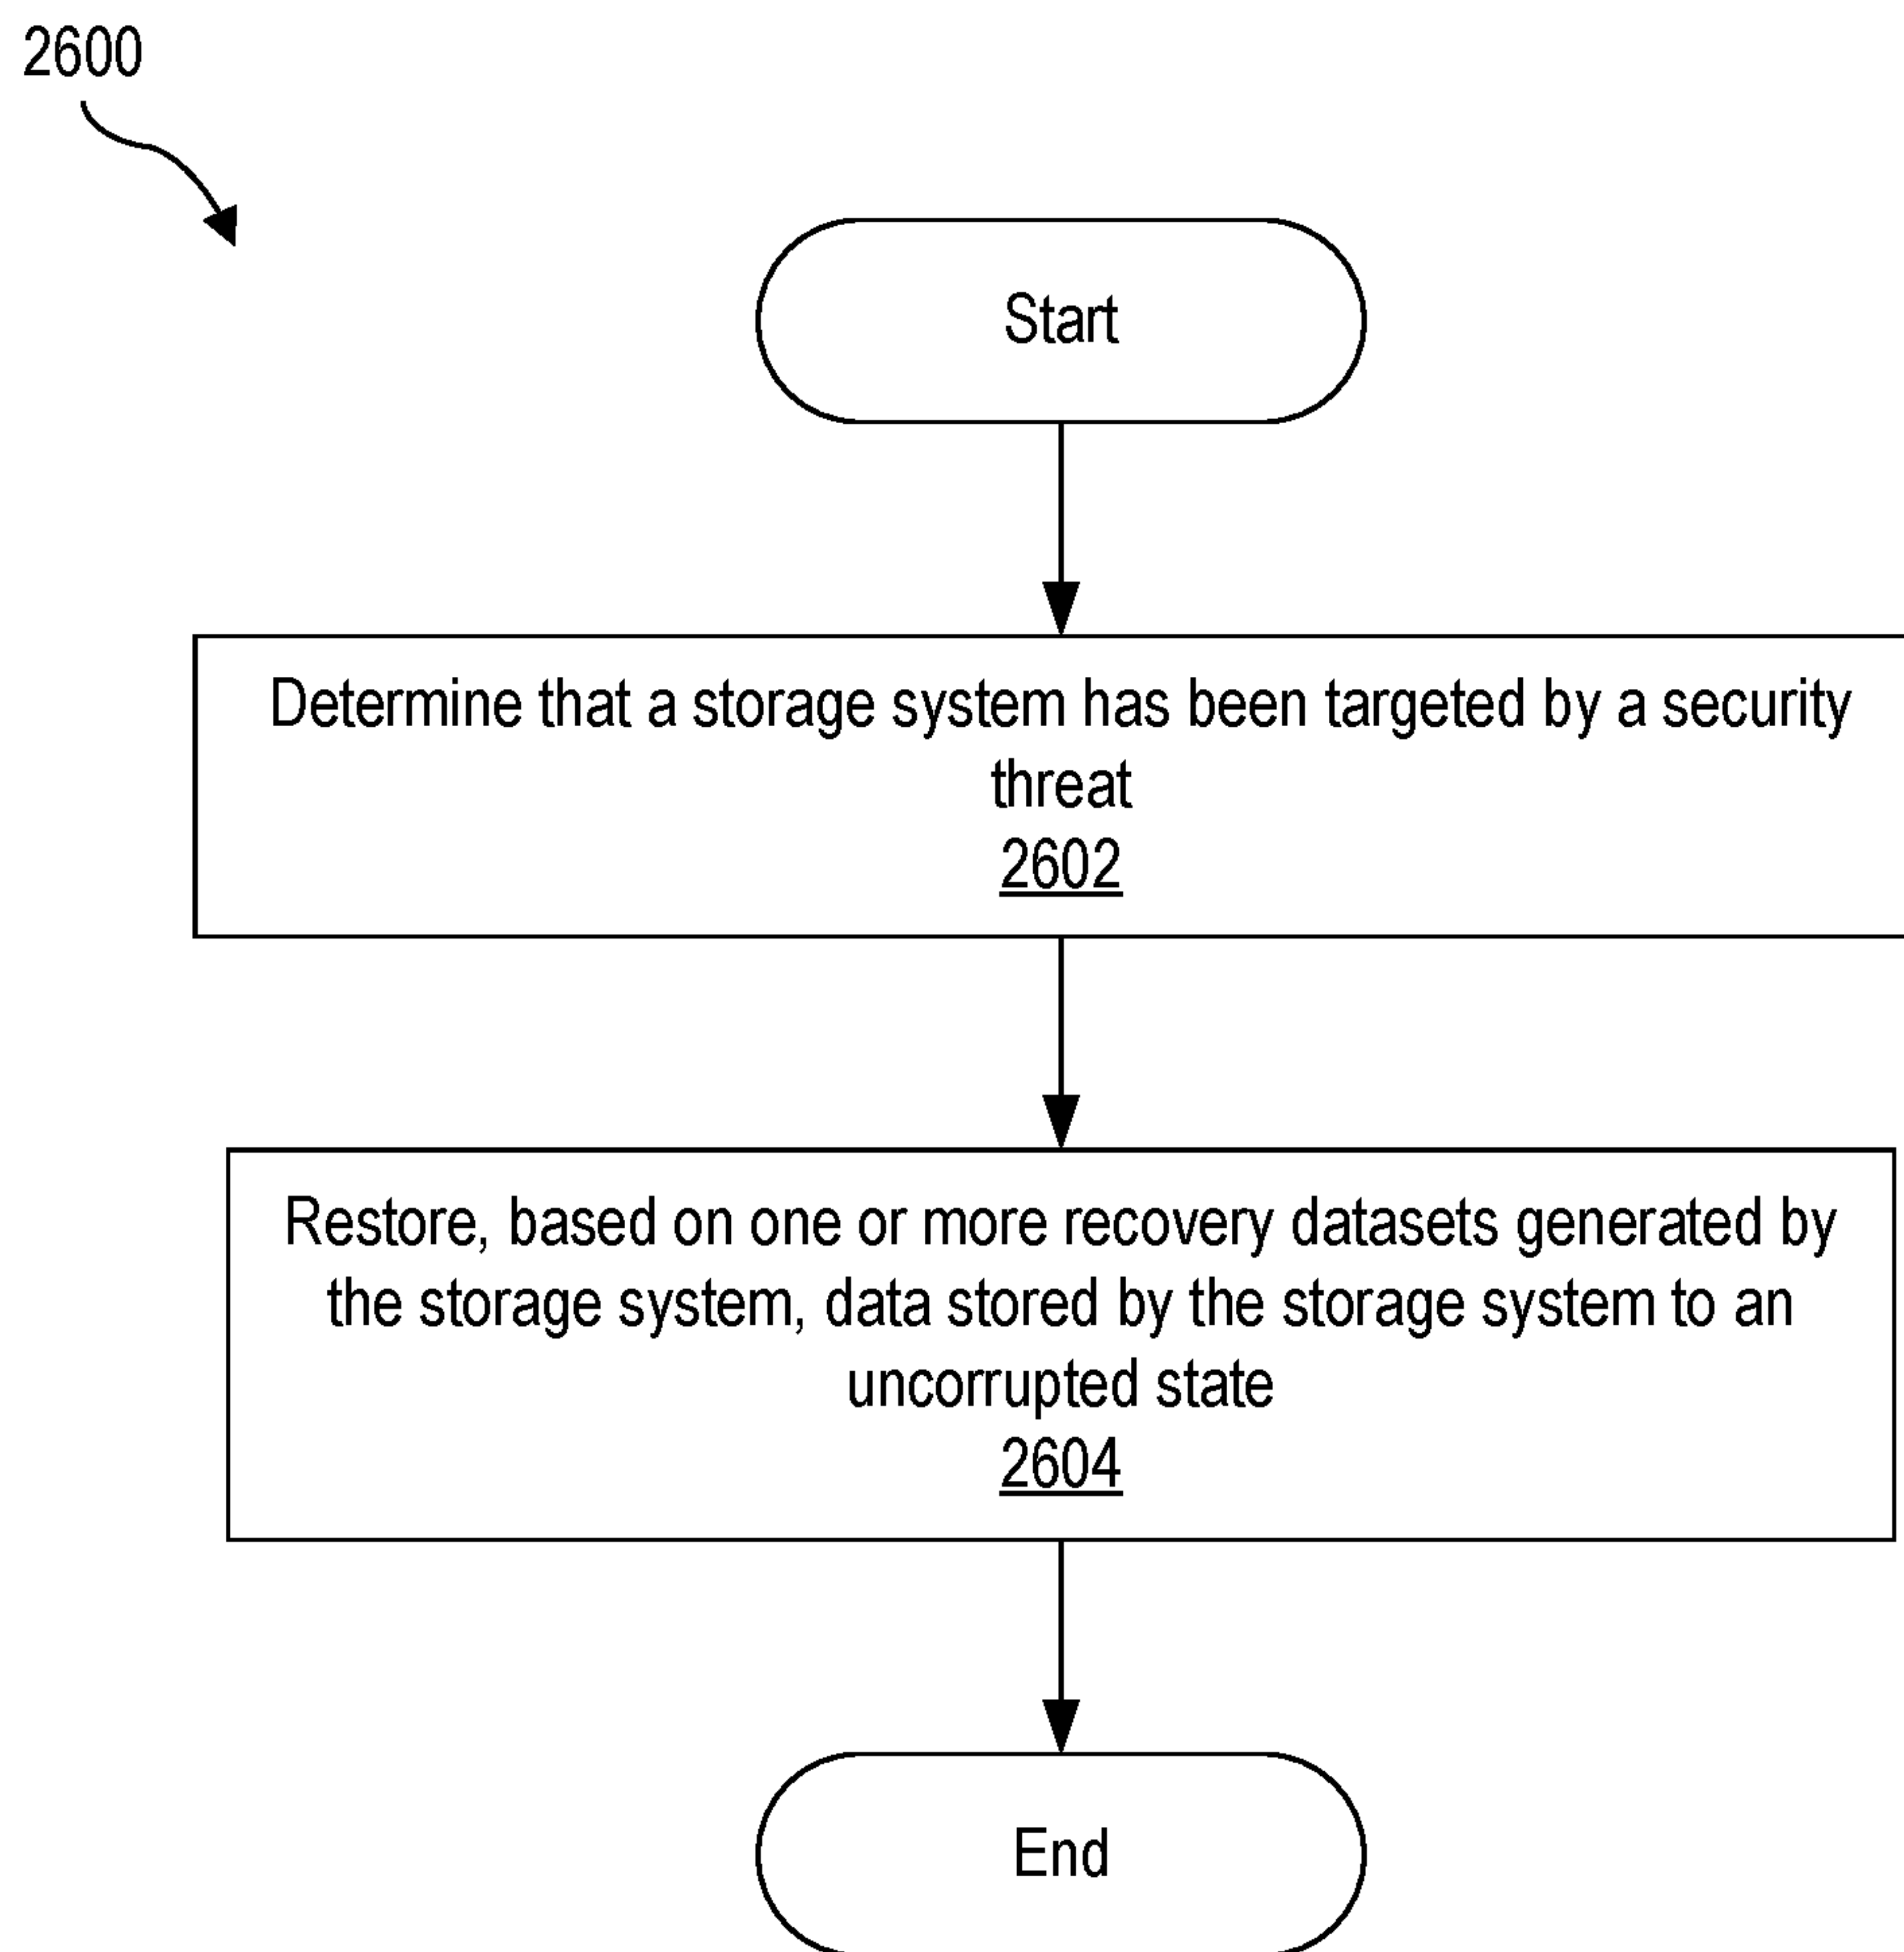 2600
Start
Determine that a storage system has been targeted by a security
threat
2602
Restore, based on one or more recovery datasets generated by
the storage system, data stored by the storage system to an
uncorrupted state
2604
End